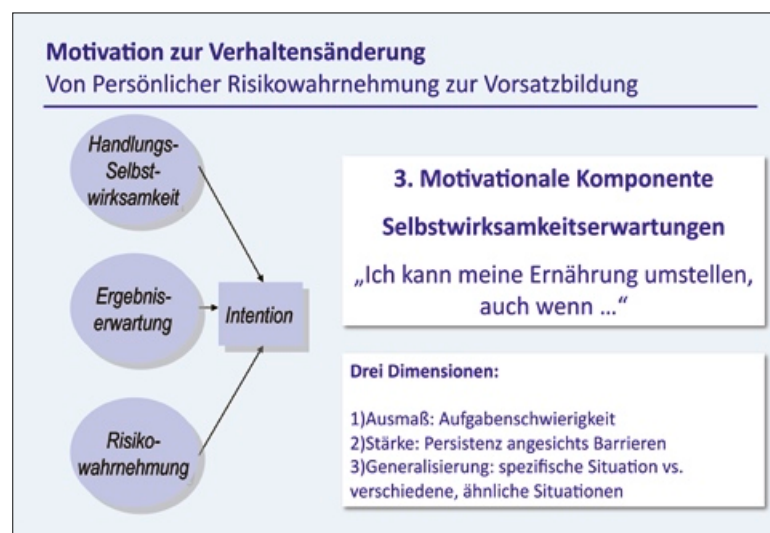 Motivation zur Verhaltensänderung
Von Persönlicher Risikowahrnehmung zur Vorsatzbildung
Handlungs-
Selbst-
wirksamkeit
Ergebnis-
erwartung
Intention
Risiko-
wahrnehmung
3. Motivationale Komponente
Selbstwirksamkeitserwartungen
„Ich kann meine Ernährung umstellen,
auch wenn ...“
Drei Dimensionen:
1)Ausmaß: Aufgabenschwierigkeit
2)Stärke: Persistenz angesichts Barrieren
3)Generalisierung: spezifische Situation vs.
verschiedene, ähnliche Situationen